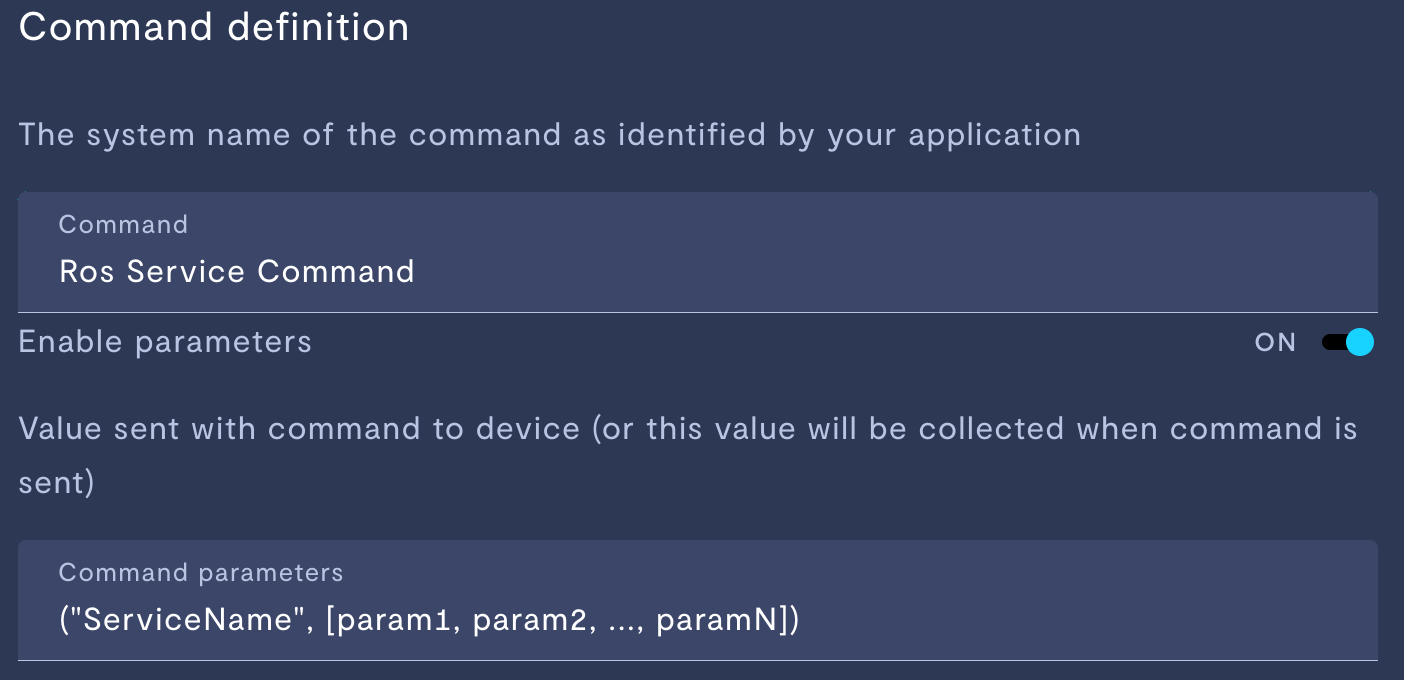 Command definition
The system name of the command as identified by your application
Command
Ros Service Command
Enable parameters ON
Value sent with command to device (or this value will be collected when command is
sent)
Command parameters
("ServiceName", [param1, param2, ..., paramN])